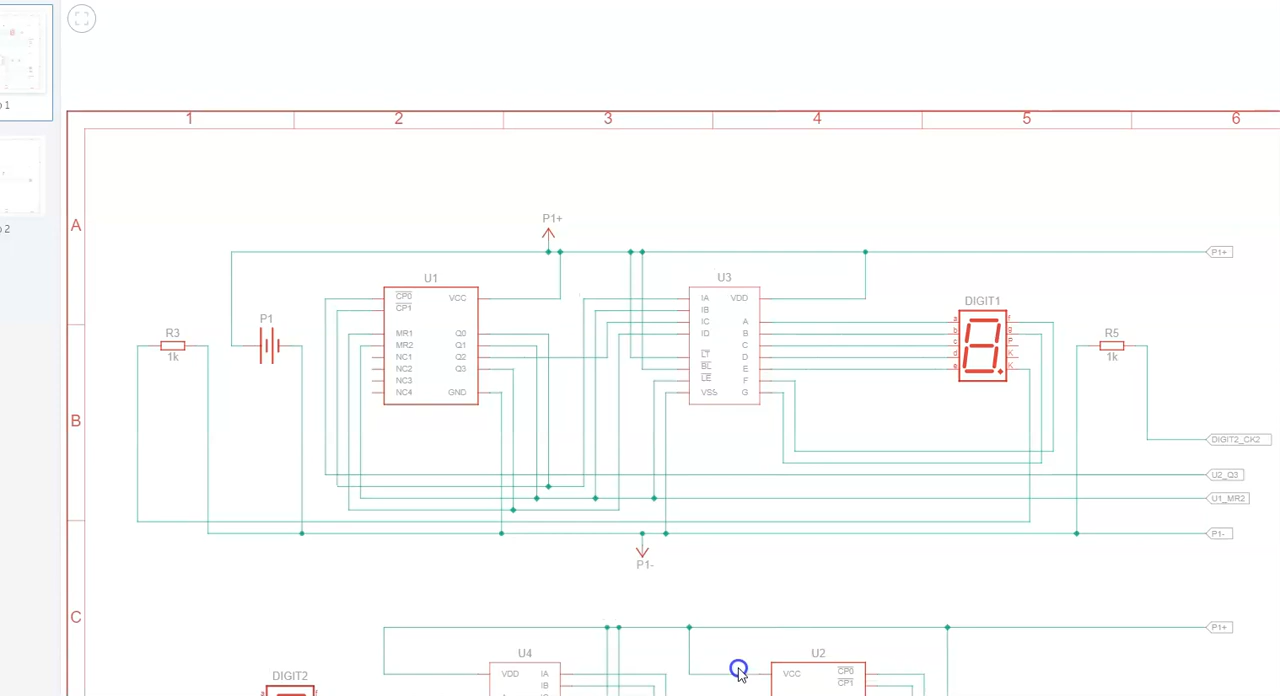 1 2 3 4 5 6
1
2
A
B
C
P1+
P1+
U1
CP0 VCC
CP1
MR1 Q0
MR2 Q1
NC1 Q2
NC2 Q3
NC3
NC4 GND
U3
IA VDD
IB
IC A
ID B
C
LT D
BL E
LE F
VSS G
DIGIT1
a f
b g
c P
d K
e K
R3
1k
P1
R5
1k
DIGIT2_CK2
U2_Q3
U1_MR2
P1-
P1-
P1+
U4
VDD IA
IB
U2
VCC CP0
CP1
DIGIT2
a f